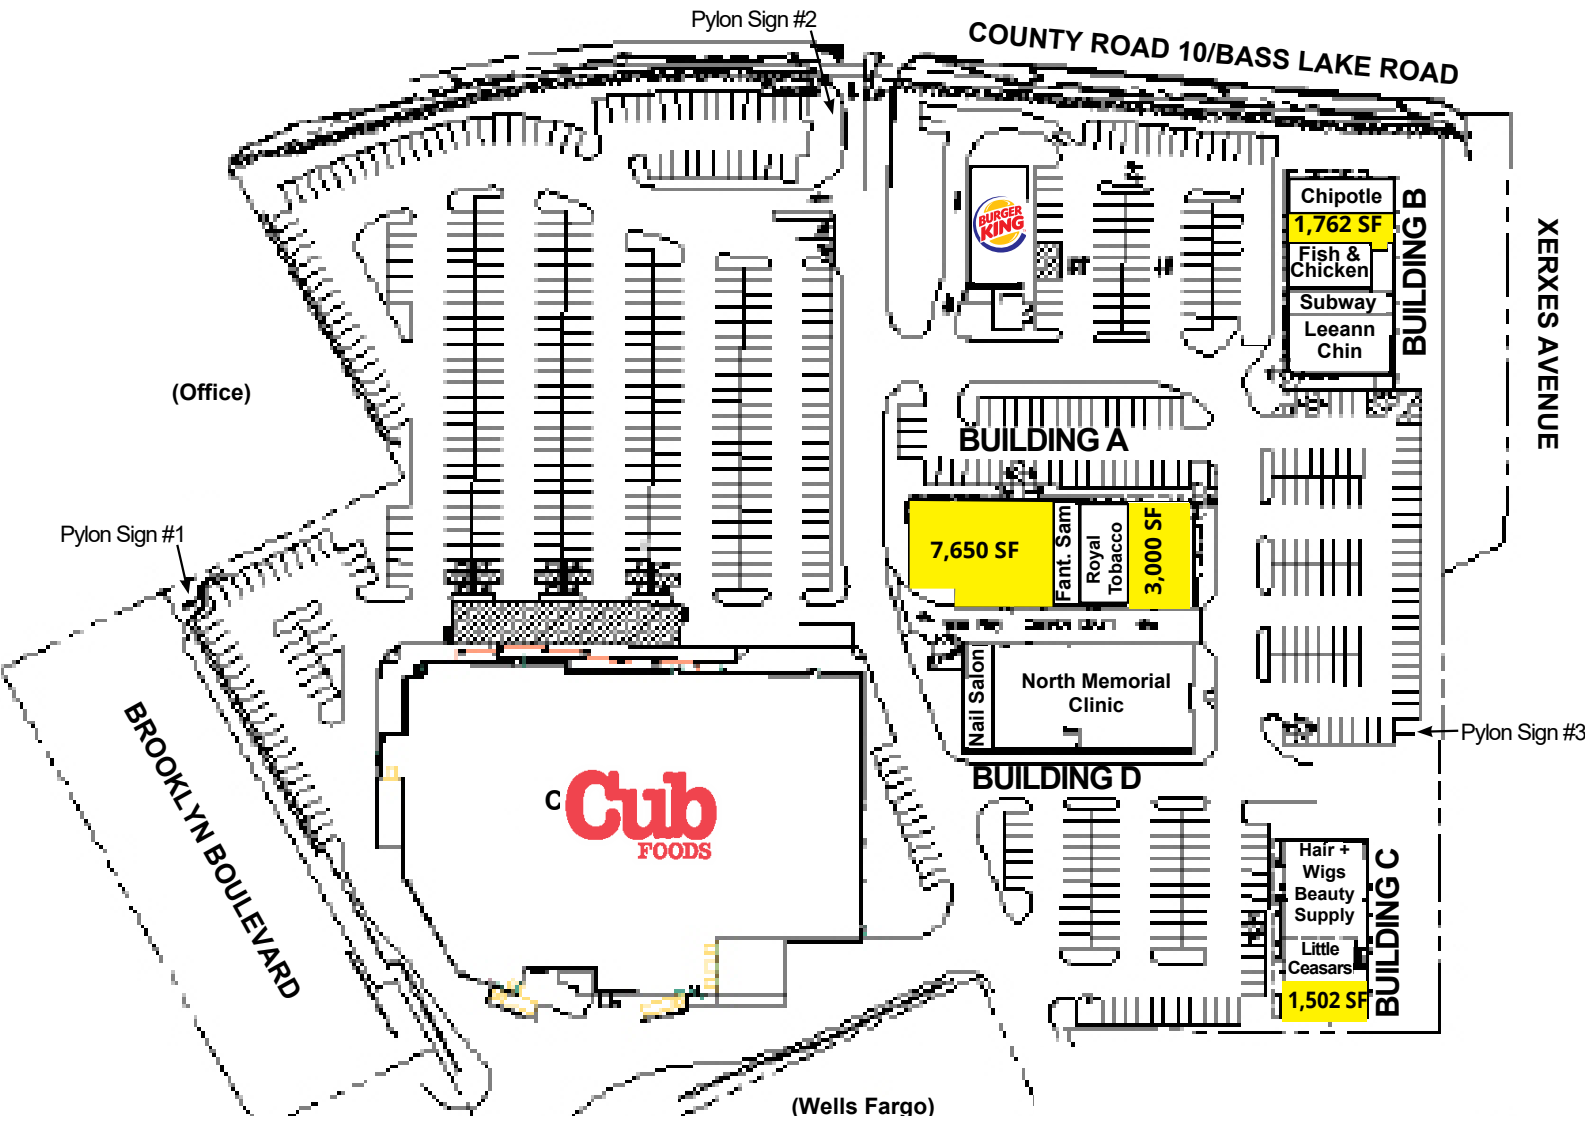 Pylon Sign #2
COUNTY ROAD 10/BASS LAKE ROAD
BURGER
KING
Chipotle
1,762 SF
Fish &
Chicken
Subway
Leeann
Chin
BUILDING B
XERXES AVENUE
(Office)
BUILDING A
Pylon Sign #1
7,650 SF
Fant. Sam
Royal
Tobacco
3,000 SF
Nail Salon
North Memorial
Clinic
Pylon Sign #3
BUILDING D
BROOKLYN BOULEVARD
C
Cub
FOODS
Hair +
Wigs
Beauty
Supply
Little
Ceasars
1,502 SF
BUILDING C
(Wells Fargo)